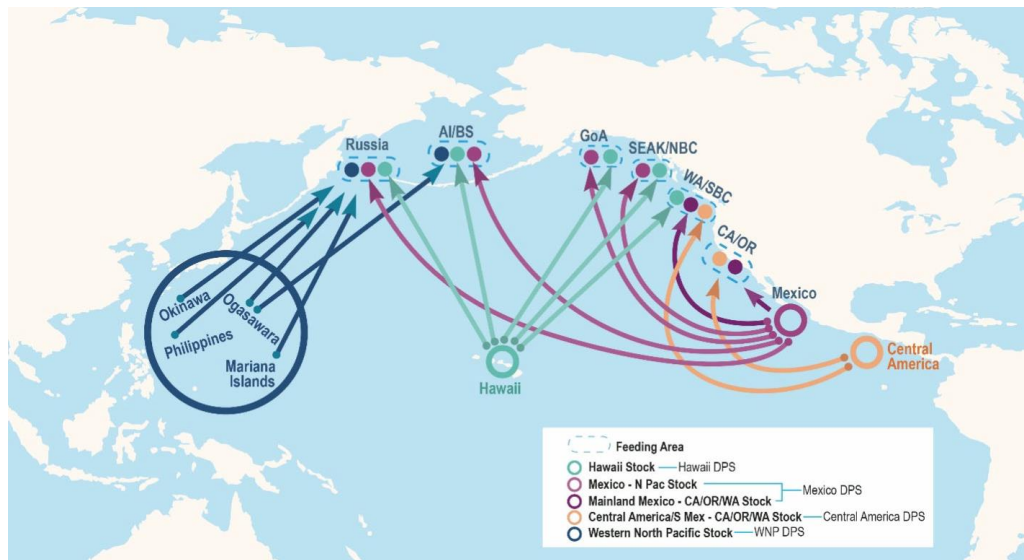 AI/BS
GoA
Russia
SEAK/NBC
WA/SBC
CA/OR
Mexico
Okinawa
Ogasawara
Philippines
Mariana
Islands
Hawaii
Central
America
Feeding Area
Hawaii Stock Hawaii DPS
Mexico - N Pac Stock
Mexico DPS
Mainland Mexico - CA/OR/WA Stock
Central America/S Mex - CA/OR/WA Stock Central America DPS
Western North Pacific Stock WNP DPS